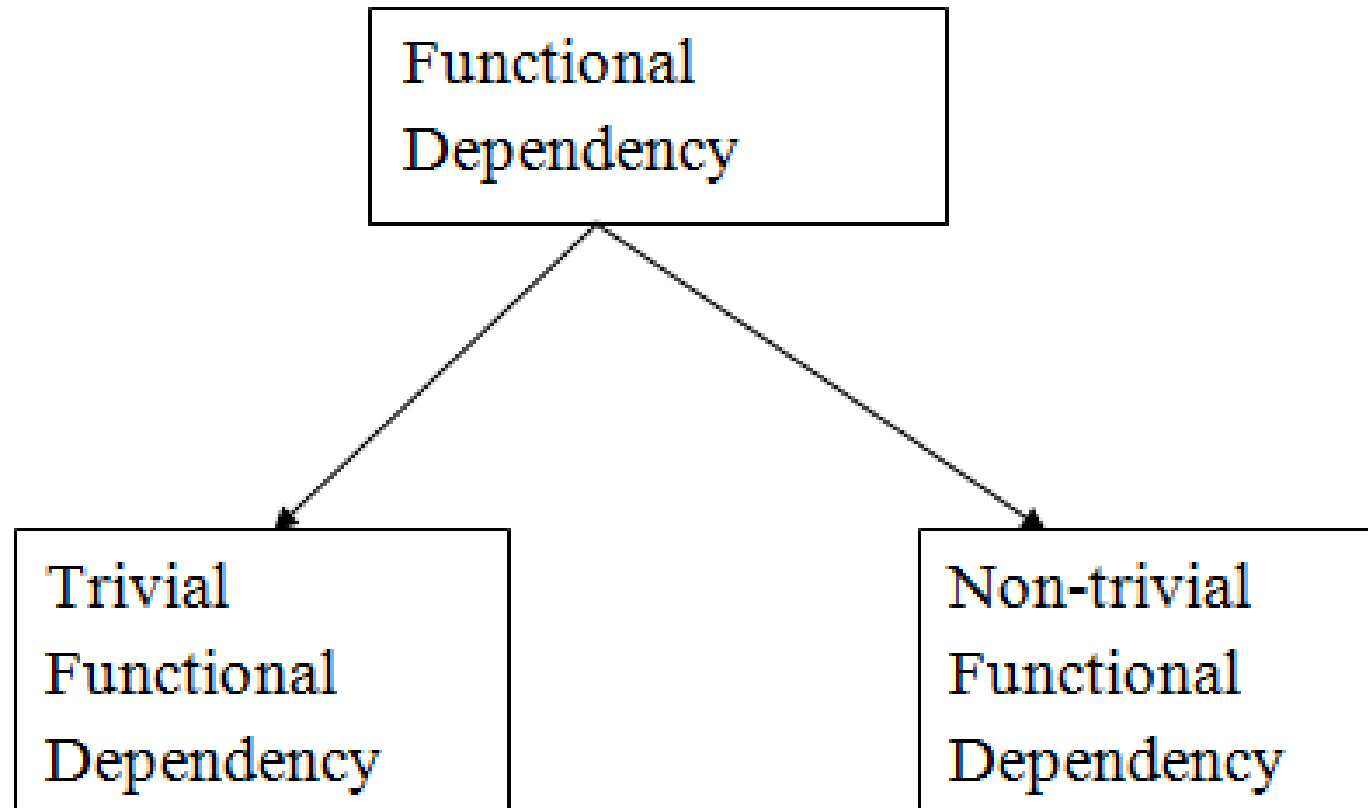 Functional
Dependency
Trivial
Functional
Dependency
Non-trivial
Functional
Dependency